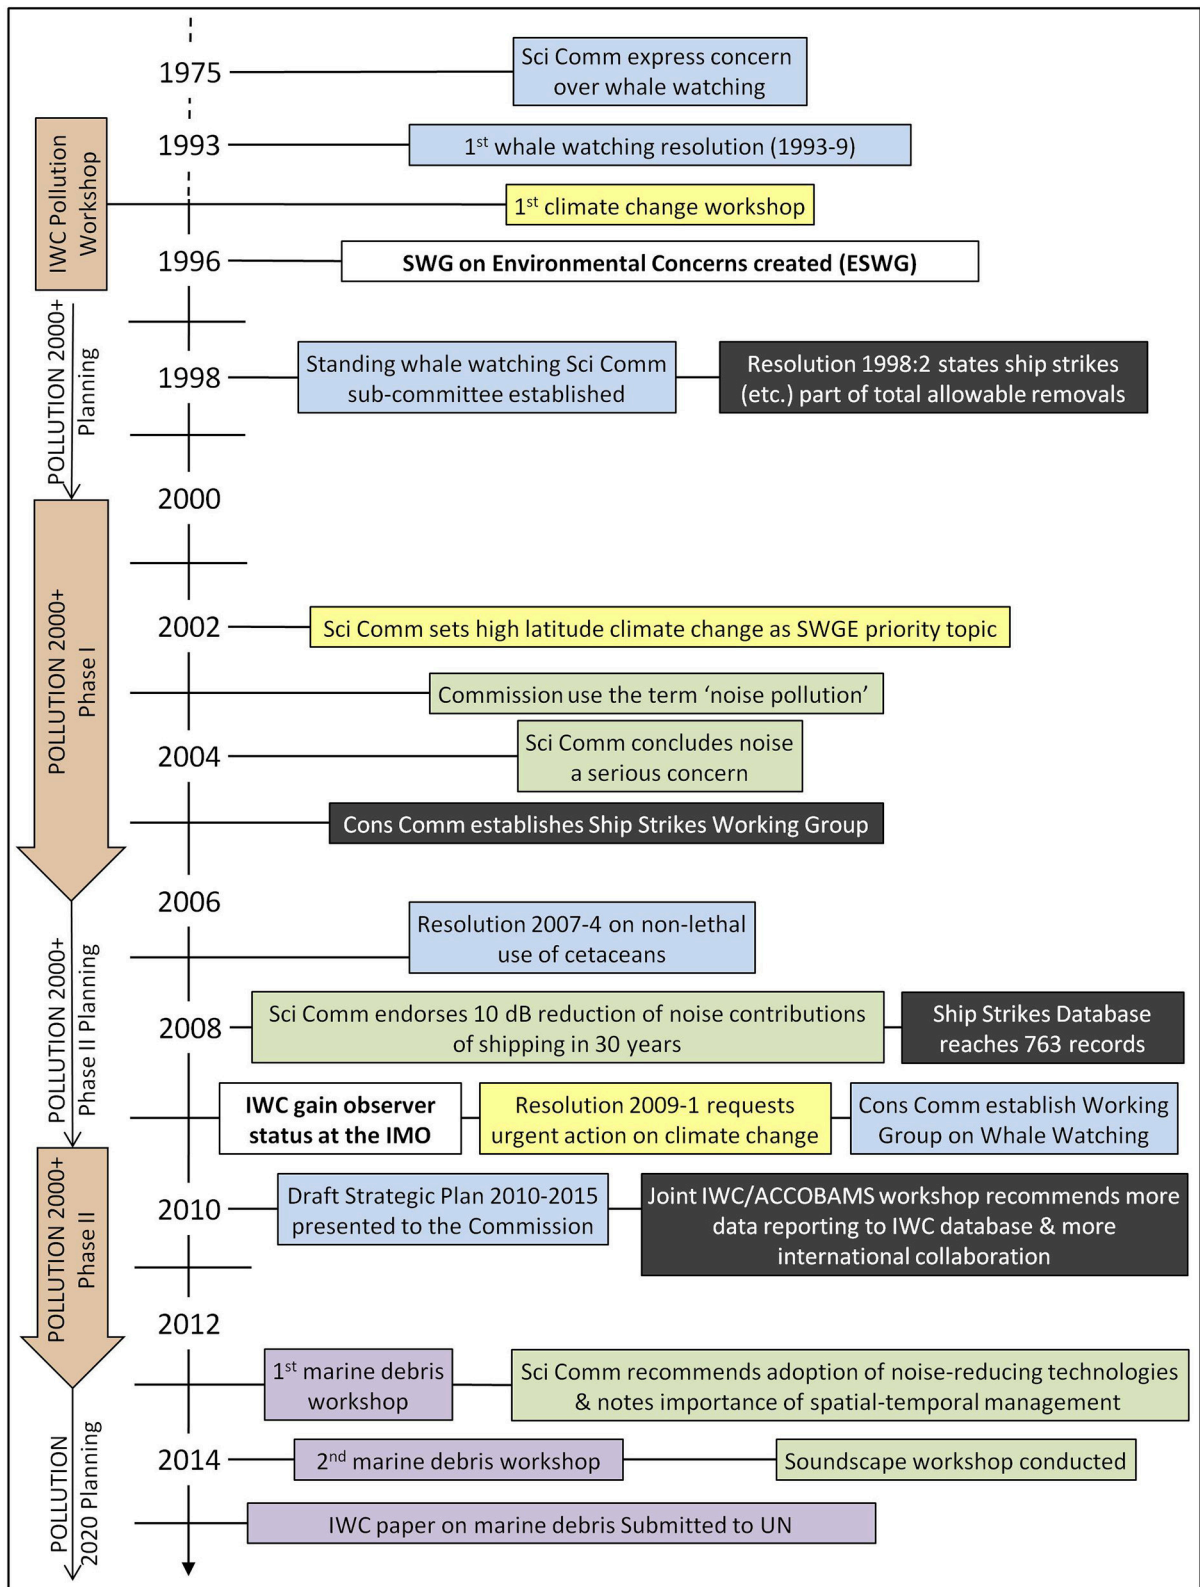 1975
Sci Comm express concern
over whale watching
1993
1st whale watching resolution (1993-9)
IWC Pollution
Workshop
1st climate change workshop
1996
SWG on Environmental Concerns created (ESWG)
POLLUTION 2000+
Planning
1998
Standing whale watching Sci Comm
sub-committee established
Resolution 1998:2 states ship strikes
(etc.) part of total allowable removals
2000
POLLUTION 2000+
Phase I
2002
Sci Comm sets high latitude climate change as SWGE priority topic
Commission use the term ‘noise pollution’
2004
Sci Comm concludes noise
a serious concern
Cons Comm establishes Ship Strikes Working Group
2006
Resolution 2007-4 on non-lethal
use of cetaceans
POLLUTION 2000+
Phase II Planning
2008
Sci Comm endorses 10 dB reduction of noise contributions
of shipping in 30 years
Ship Strikes Database
reaches 763 records
IWC gain observer
status at the IMO
Resolution 2009-1 requests
urgent action on climate change
Cons Comm establish Working
Group on Whale Watching
POLLUTION 2000+
Phase II
2010
Draft Strategic Plan 2010-2015
presented to the Commission
Joint IWC/ACCOBAMS workshop recommends more
data reporting to IWC database & more
international collaboration
2012
1st marine debris
workshop
Sci Comm recommends adoption of noise-reducing technologies
& notes importance of spatial-temporal management
POLLUTION
2020 Planning
2014
2nd marine debris workshop
Soundscape workshop conducted
IWC paper on marine debris Submitted to UN